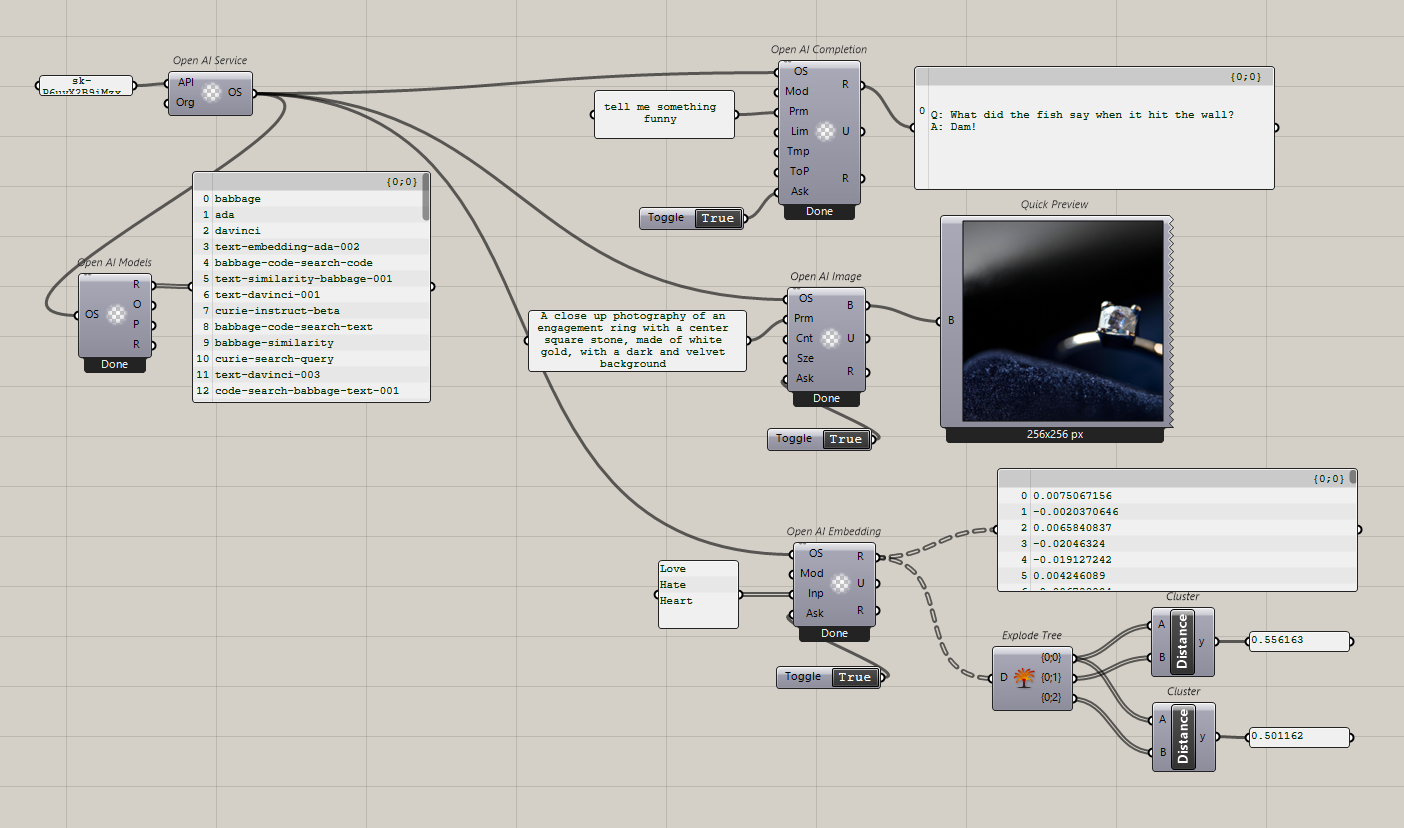 Open AI Service
sk-
API
Org
OS
Open AI Models
OS
R
O
P
R
Done
{0;0}
0 babbage
1 ada
2 davinci
3 text-embedding-ada-002
4 babbage-code-search-code
5 text-similarity-babbage-001
6 text-davinci-001
7 curie-instruct-beta
8 babbage-code-search-text
9 babbage-similarity
10 curie-search-query
11 text-davinci-003
12 code-search-babbage-text-001
Open AI Completion
tell me something
funny
OS
Mod
Prm
Lim
Tmp
ToP
Ask
R
U
R
Done
Toggle True
{0;0}
0 Q: What did the fish say when it hit the wall?
A: Dam!
Quick Preview
B
256x256 px
Open AI Image
A close up photography of an
engagement ring with a center
square stone, made of white
gold, with a dark and velvet
background
OS
Prm
Cnt
Sze
Ask
B
U
R
Done
Toggle True
Open AI Embedding
Love
Hate
Heart
OS
Mod
Inp
Ask
R
U
R
Done
Toggle True
{0;0}
0 0.0075067156
1 -0.0020370646
2 0.0065840837
3 -0.02046324
4 -0.019127242
5 0.004246089
Explode Tree
D
{0;0}
{0;1}
{0;2}
Cluster
A
B
Distance
y
0.556163
Cluster
A
B
Distance
y
0.501162